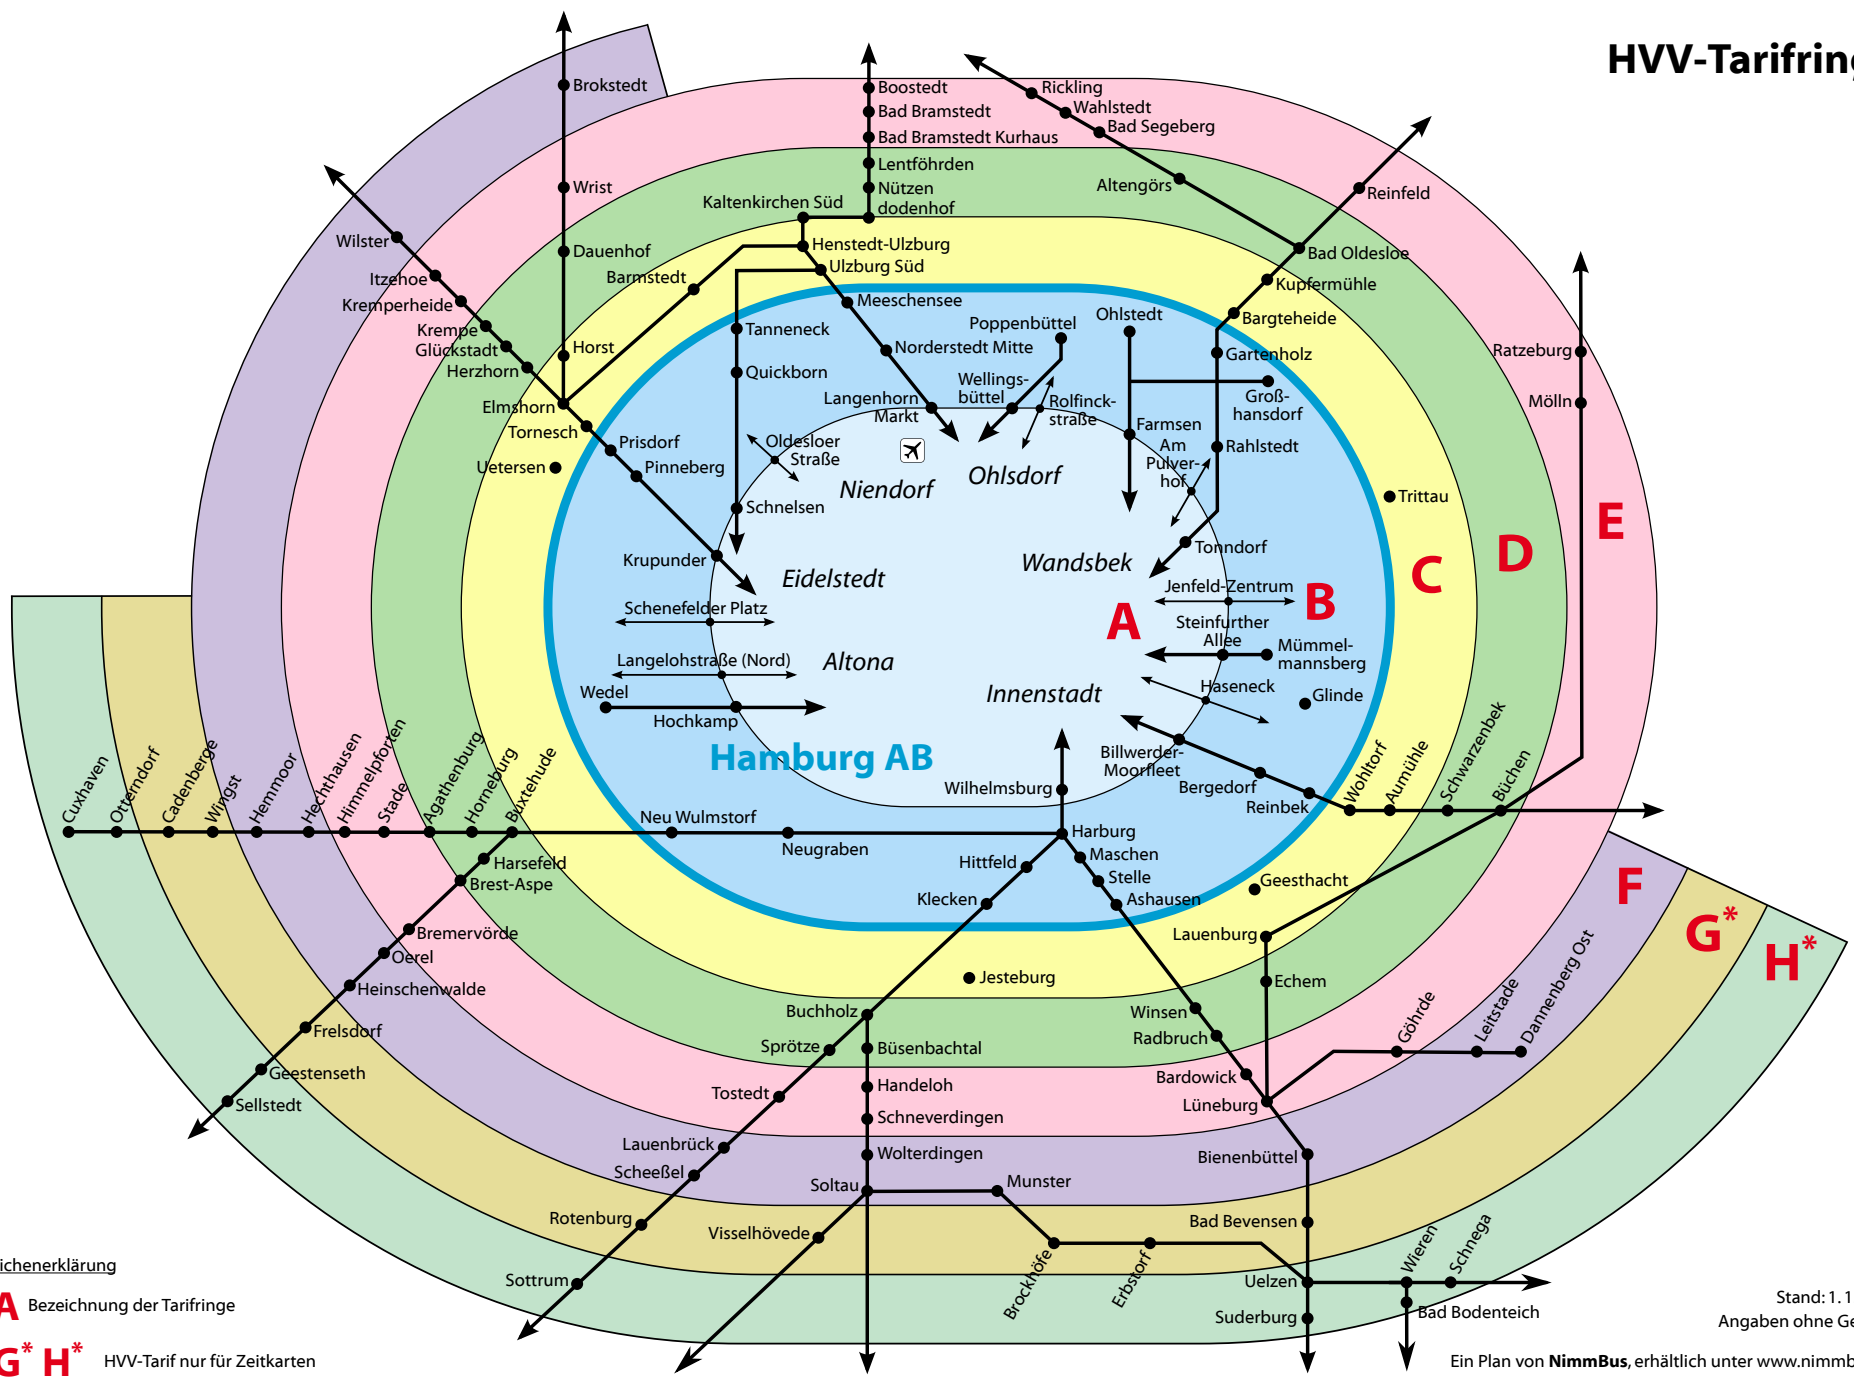 HVV-Tarifring
Brokstedt
Boostedt
Bad Bramstedt
Bad Bramstedt Kurhaus
Lentföhrden
Nützen
dodenhof
Kaltenkirchen Süd
Rickling
Wahlstedt
Bad Segeberg
Altengörs
Reinfeld
Wrist
Wilster
Dauenhof
Henstedt-Ulzburg
Ulzburg Süd
Barmstedt
Bad Oldesloe
Kupfermühle
Bargteheide
Itzehoe
Kremperheide
Krempe
Glückstadt
Herzhorn
Horst
Elmshorn
Tornesch
Uetersen
Prisdorf
Pinneberg
Meeschensee
Tanneneck
Quickborn
Norderstedt Mitte
Poppenbüttel
Ohlstedt
Gartenholz
Wellings-
büttel
Rolfinck-
straße
Groß-
hansdorf
Langenhorn
Markt
Farmsen
Am
Pulver-
hof
Rahlstedt
Oldesloer
Straße
Niendorf
Ohlsdorf
Schnelsen
Krupunder
Eidelstedt
Wandsbek
Tonndorf
Trittau
Ratzeburg
Mölln
Jenfeld-Zentrum
Schenefelder Platz
Steinfurther
Allee
Mümmel-
mannsberg
A
B
C
D
E
Langelohstraße (Nord)
Altona
Wedel
Hochkamp
Innenstadt
Haseneck
Glinde
Hamburg AB
Billwerder-
Moorfleet
Bergedorf
Reinbek
Wohltorf
Aumühle
Schwarzenbek
Büchen
Wilhelmsburg
Cuxhaven
Otterndorf
Cadenberge
Wingst
Hemmoor
Hechthausen
Himmelpforten
Stade
Agathenburg
Horneburg
Buxtehude
Neu Wulmstorf
Neugraben
Harburg
Harsefeld
Brest-Aspe
Bremervörde
Oerel
Heinschenwalde
Frelsdorf
Geestenseth
Sellstedt
Hittfeld
Klecken
Maschen
Stelle
Ashausen
Geesthacht
Lauenburg
Echem
Jesteburg
F
G*
H*
Buchholz
Sprötze
Tostedt
Lauenbrück
Scheeßel
Rotenburg
Sottrum
Büsenbachtal
Handeloh
Schneverdingen
Wolterdingen
Soltau
Visselhövede
Munster
Brockhöfe
Erbstorf
Winsen
Radbruch
Bardowick
Lüneburg
Göhrde
Leitstade
Dannenberg Ost
Bienenbüttel
Bad Bevensen
Uelzen
Suderburg
Wieren
Schnega
Bad Bodenteich
ichenerklärung
A Bezeichnung der Tarifringe
G* H* HVV-Tarif nur für Zeitkarten
Stand: 1. 1
Angaben ohne Ge
Ein Plan von NimmBus, erhältlich unter www.nimmb